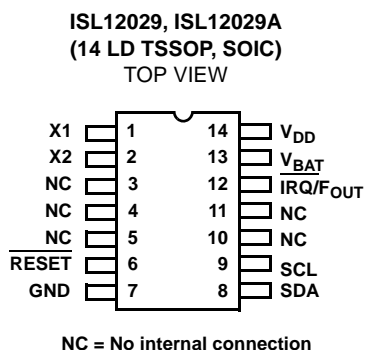 ISL12029, ISL12029A
(14 LD TSSOP, SOIC)
TOP VIEW
X1 1 14 VDD
X2 2 13 VBAT
NC 3 12 IRQ/FOUT
NC 4 11 NC
NC 5 10 NC
RESET 6 9 SCL
GND 7 8 SDA
NC = No internal connection